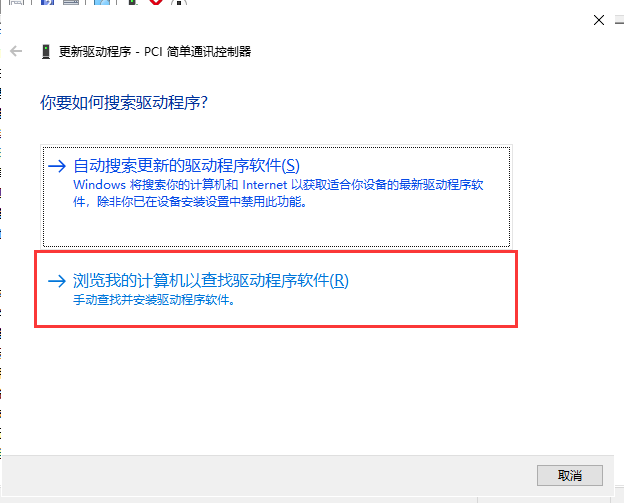 更新驱动程序 - PCI 简单通讯控制器
你要如何搜索驱动程序?
自动搜索更新的驱动程序软件(S)
Windows 将搜索你的计算机和 Internet 以获取适合你设备的最新驱动程序软
件，除非你已在设备安装设置中禁用此功能。
浏览我的计算机以查找驱动程序软件(R)
手动查找并安装驱动程序软件。
取消